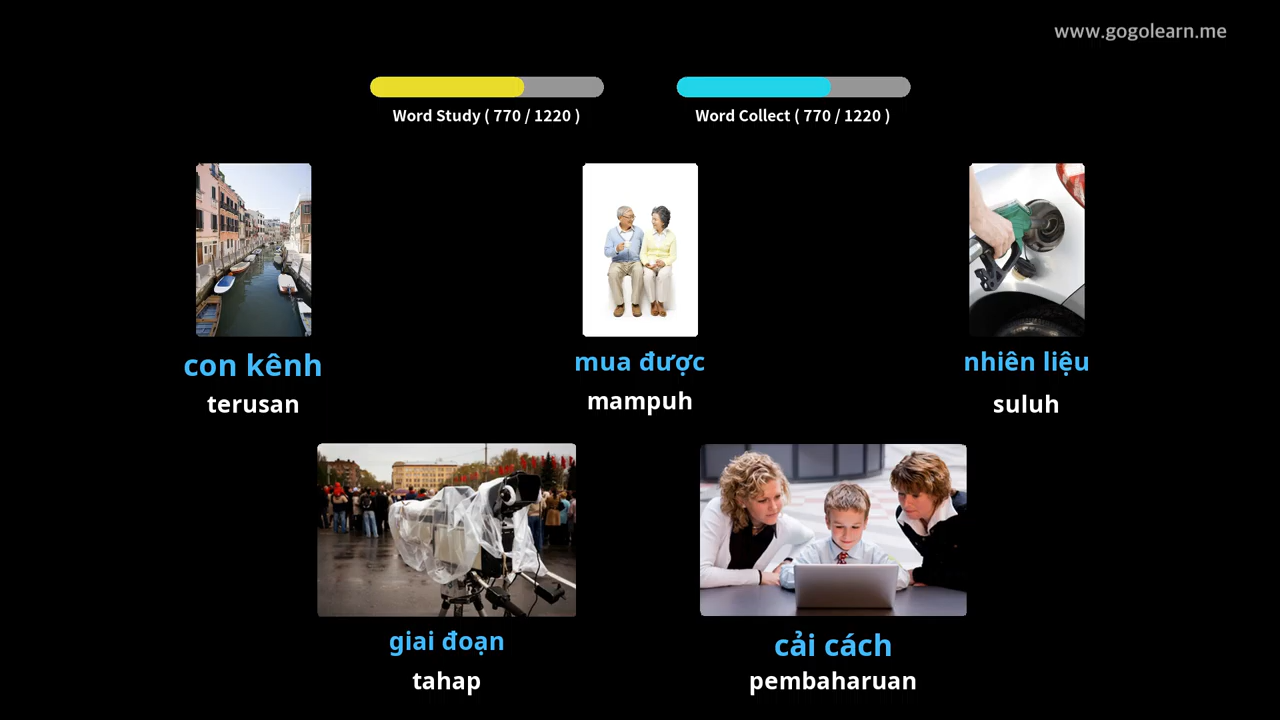 www.gogolearn.me
Word Study ( 770 / 1220 )
Word Collect ( 770 / 1220 )
con kênh
terusan
mua được
mampuh
nhiên liệu
suluh
giai đoạn
tahap
cải cách
pembaharuan